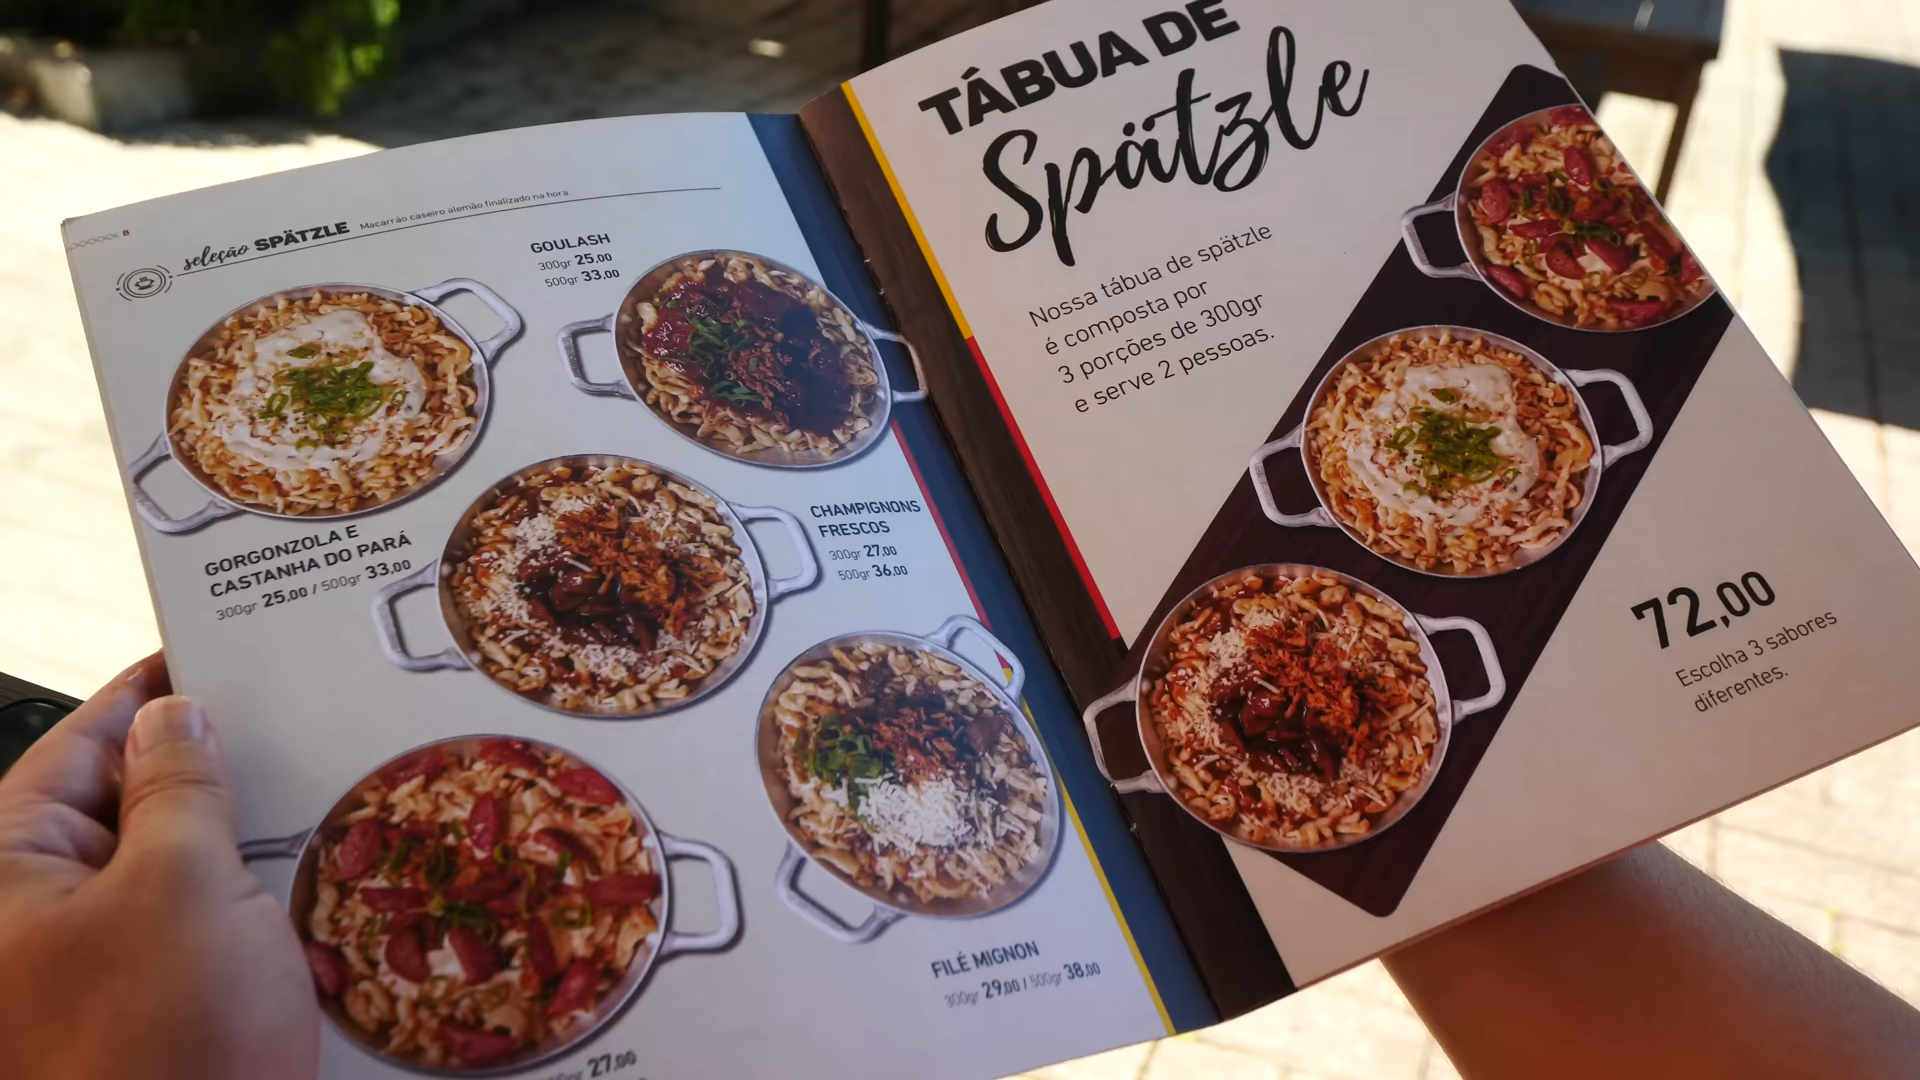 8
seleção SPÄTZLE Macarrão caseiro alemão finalizado na hora.
GOULASH
300gr 25,00
500gr 33,00
GORGONZOLA E
CASTANHA DO PARÁ
300gr 25,00 / 500gr 33,00
CHAMPIGNONS
FRESCOS
300gr 27,00
500gr 36,00
FILÉ MIGNON
300gr 29,00 / 500gr 38,00
27,00
TÁBUA DE
Spätzle
Nossa tábua de spätzle
é composta por
3 porções de 300gr
e serve 2 pessoas.
72,00
Escolha 3 sabores
diferentes.